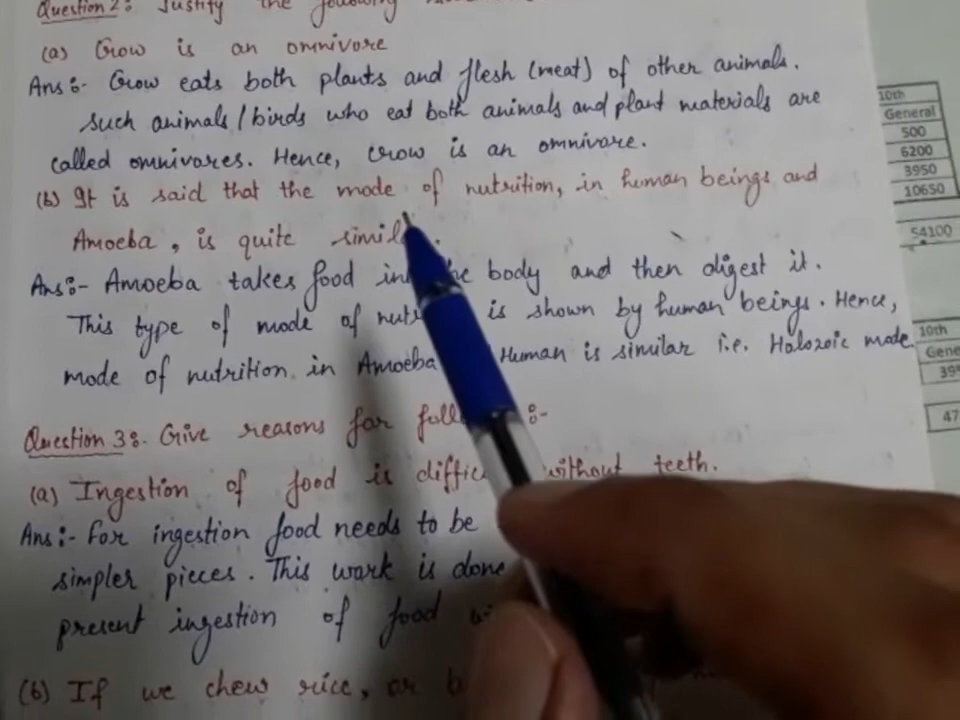 Question 2:- Justify the following
(a) Crow is an omnivore
Ans:- Crow eats both plants and flesh (meat) of other animals.
such animals/birds who eat both animals and plant materials are
called omnivores. Hence, crow is an omnivore.
(b) It is said that the mode of nutrition, in human beings and
Amoeba, is quite
Ans:- Amoeba takes food the body and then digest it.
This type of mode of is shown by human beings. Hence,
mode of nutrition in Amoeba Human is similar i.e. Halozoic mode
Question 3:- Give reasons for :-
(a) Ingestion of food is without teeth.
Ans:- For ingestion food needs to be
simpler pieces. This work is done
present ingestion of food
(b) If we chew rice, or
10th
General
500
6200
3950
10650
54100
10th
47